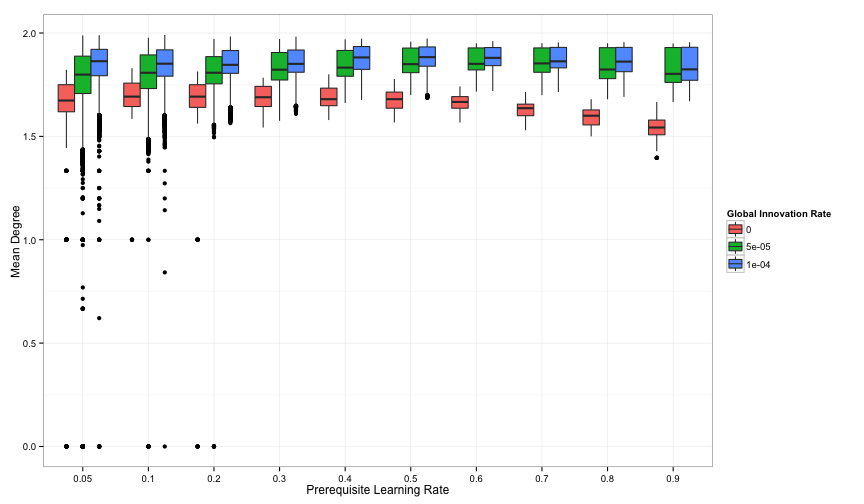 2.0
1.5
1.0
0.5
0.0
Mean Degree
0.05 0.1 0.2 0.3 0.4 0.5 0.6 0.7 0.8 0.9
Prerequisite Learning Rate
Global Innovation Rate
0
5e-05
1e-04